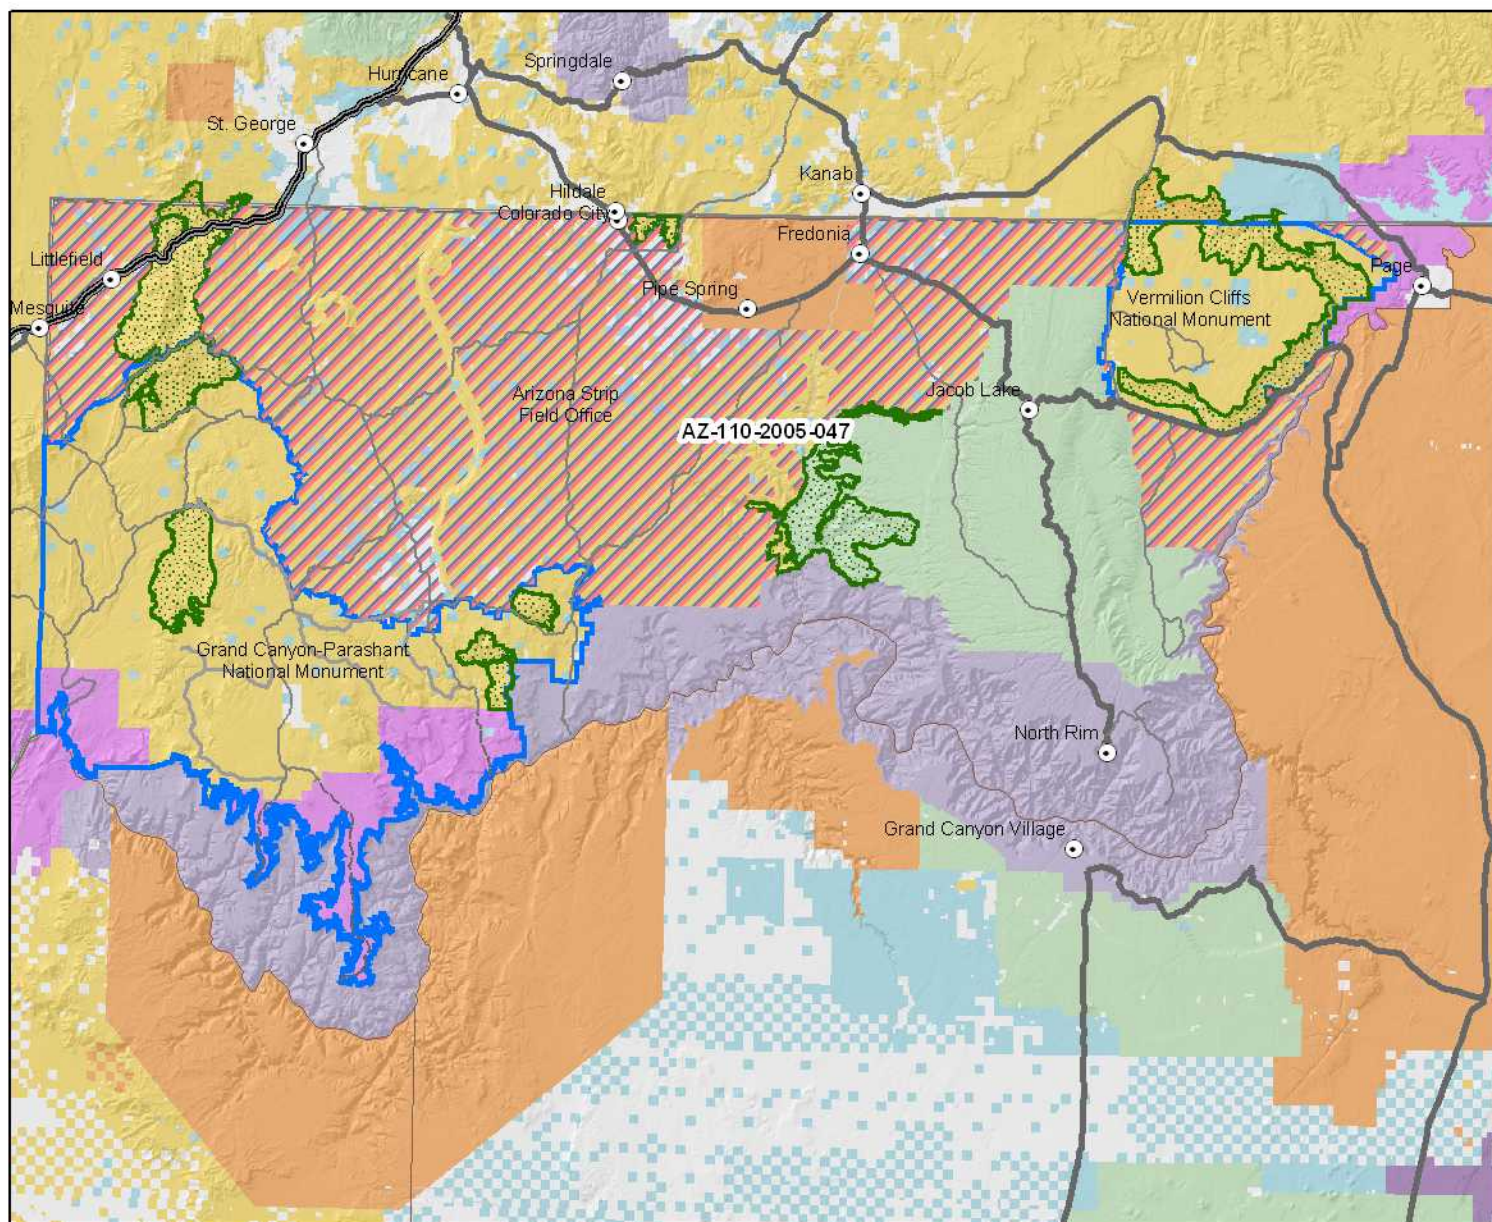 Springdale
Hurricane
St. George
Kanab
Hildale
Colorado City
Fredonia
Littlefield
Page
Pipe Spring
Vermilion Cliffs
National Monument
Mesquite
Arizona Strip
Field Office
Jacob Lake
AZ-110-2005-047
Grand Canyon-Parashant
National Monument
North Rim
Grand Canyon Village